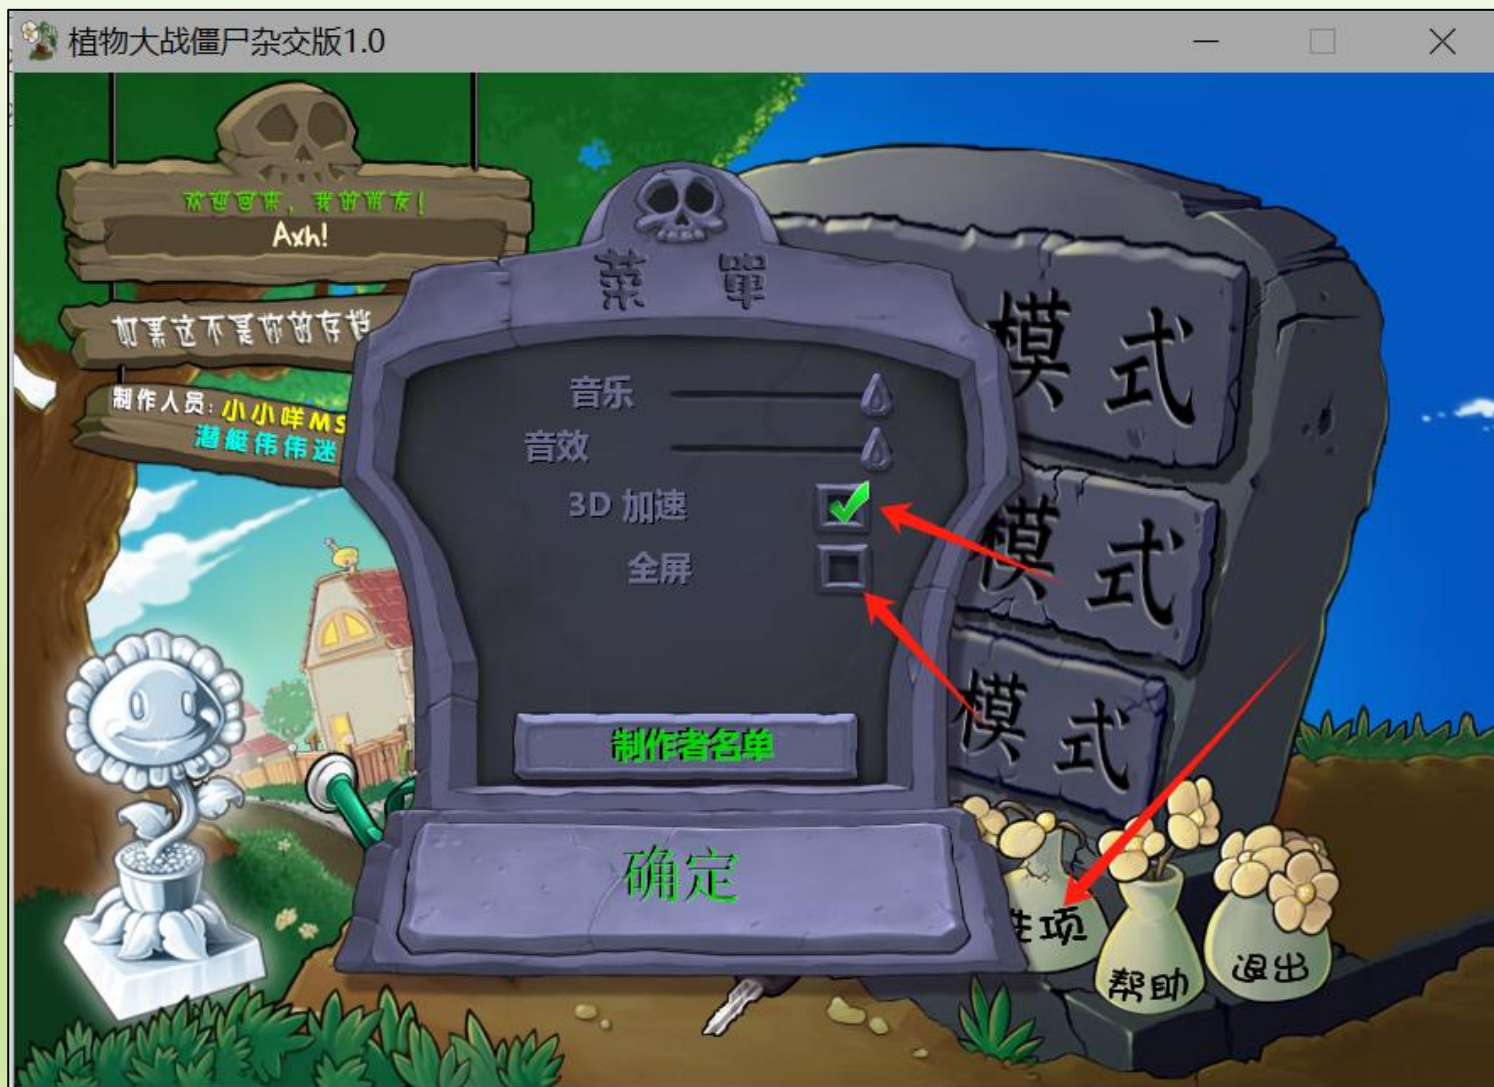 植物大战僵尸杂交版1.0
欢迎回来，我的朋友！
Axh!
如果这不是你的存档
制作人员：小小咩MS
潜艇伟伟迷
菜 單
音乐
音效
3D 加速
全屏
制作者名单
确定
模式
模式
模式
项
帮助
退出